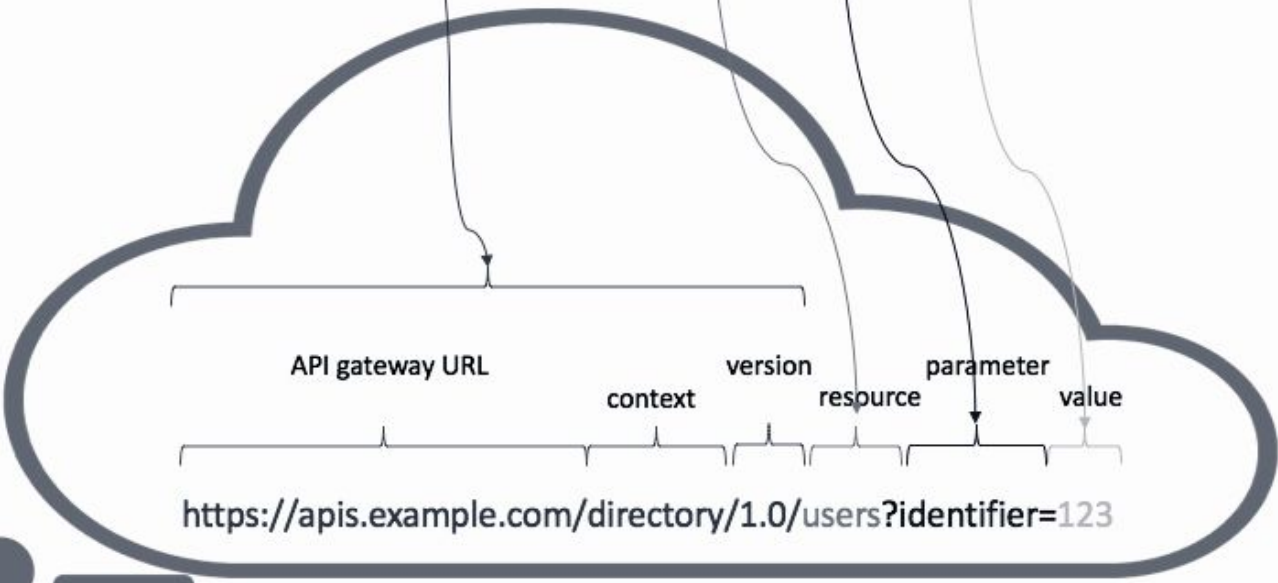 API gateway URL
version
parameter
context
resource
value
https://apis.example.com/directory/1.0/users?identifier=123